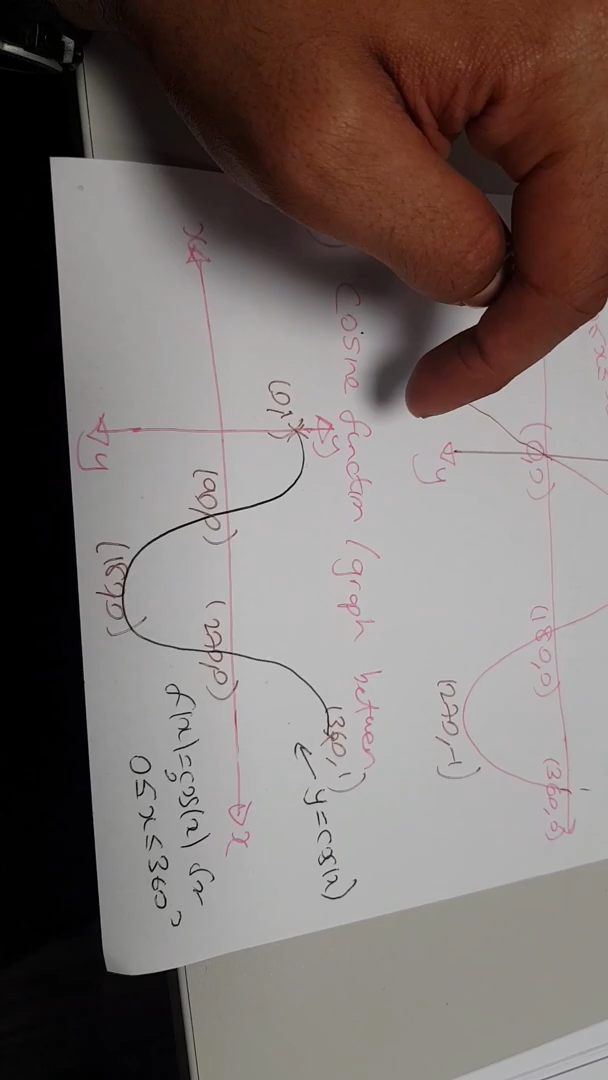 y
(0,0)
(180,0)
(270,-1)
(360,0)
Cosine function/graph between
y
(0,1)
x
(90,0)
(270,0)
(360,1)
← y=cos(x)
x
(180,0)
y
f(x)=cos(x) for
0≤x≤360°